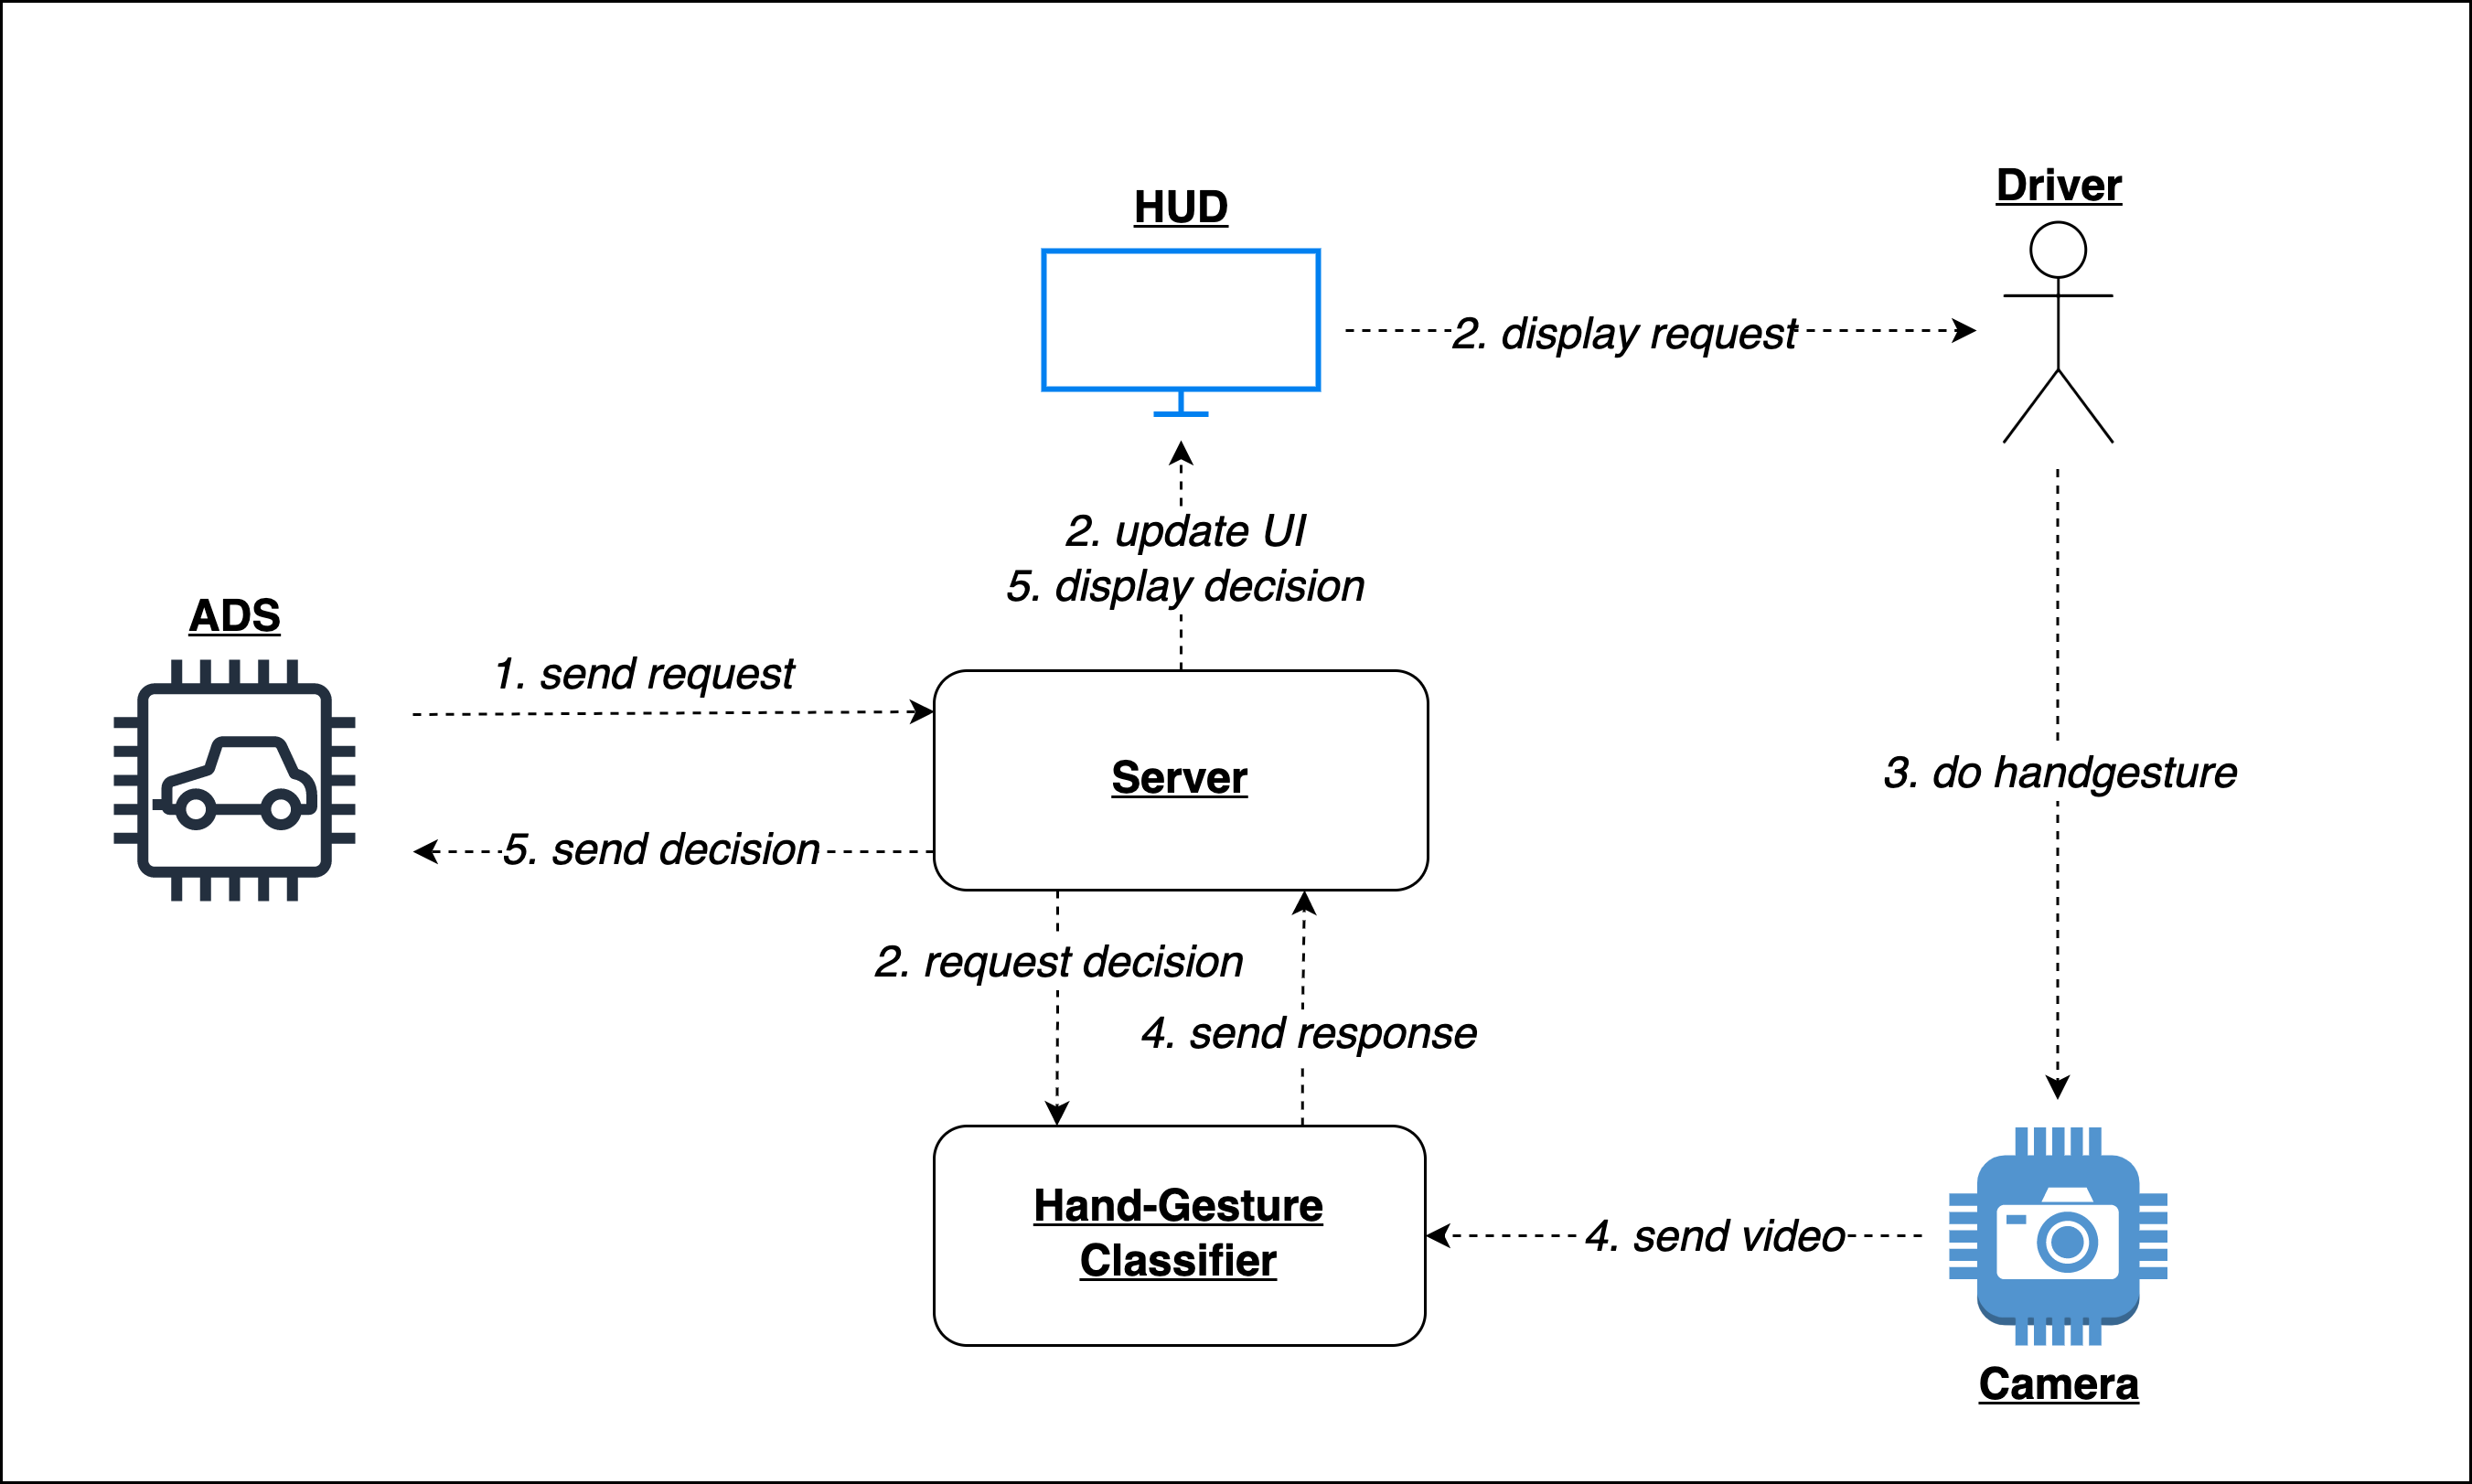 HUD
Driver
2. display request
2. update UI
5. display decision
ADS
1. send request
Server
3. do handgesture
5. send decision
2. request decision
4. send response
Hand-Gesture
Classifier
4. send video
Camera